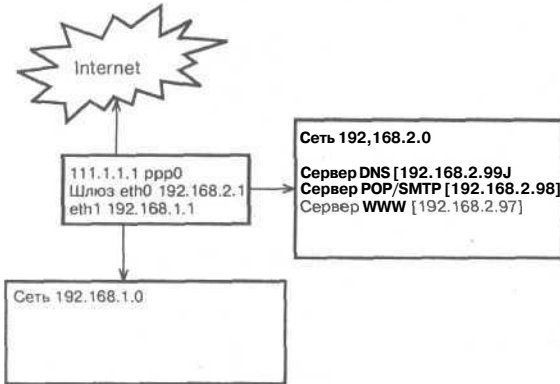 Internet
111.1.1.1 ppp0
Шлюз eth0 192.168.2.1
eth1 192.168.1.1
Сеть 192,168.2.0
Сервер DNS [192.168.2.99J
Сервер POP/SMTP [192.168.2.98]
Сервер WWW [192.168.2.97]
Сеть 192.168.1.0